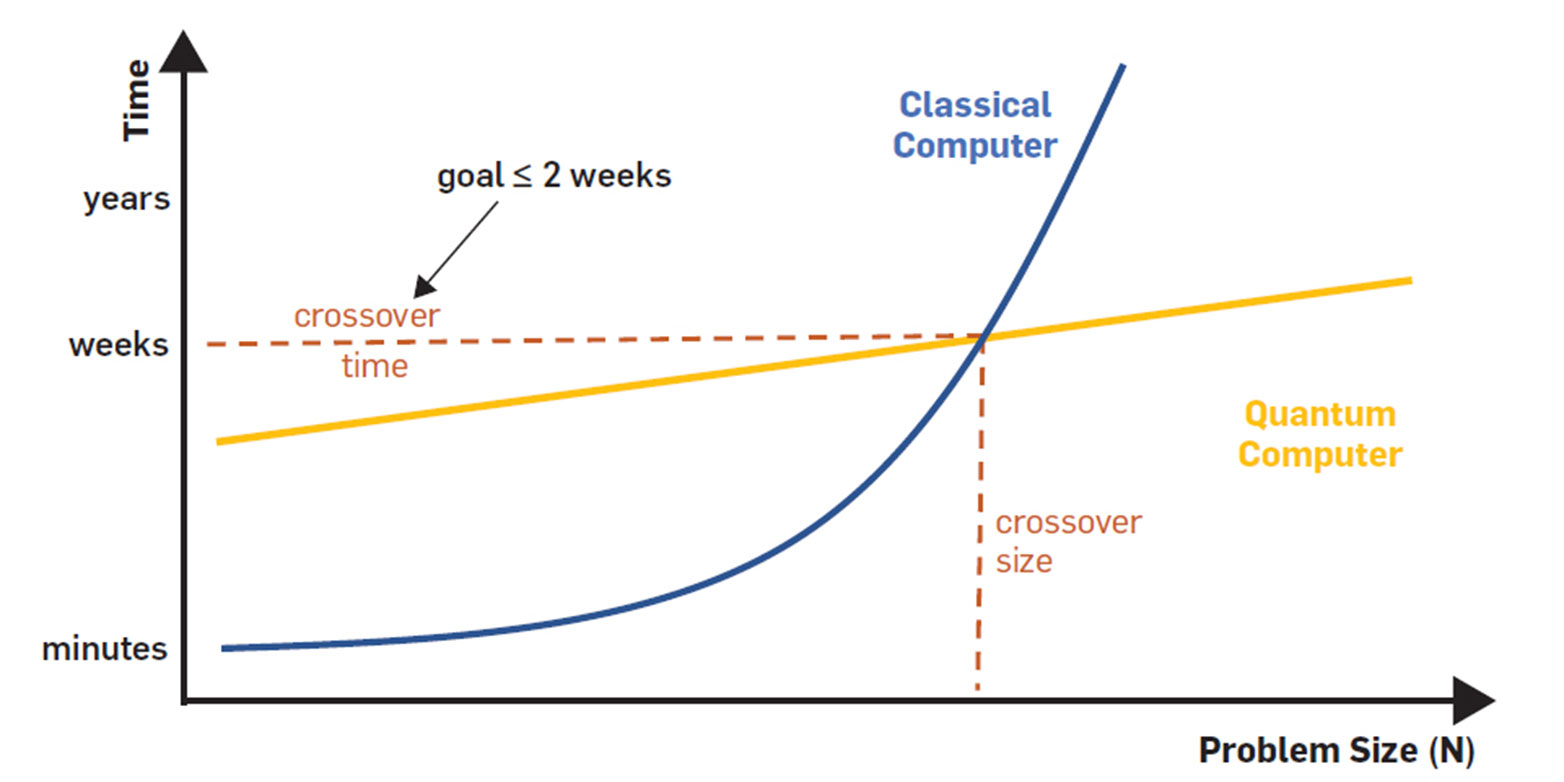 Time
Classical
Computer
goal ≤ 2 weeks
years
crossover
weeks
time
Quantum
Computer
crossover
size
minutes
Problem Size (N)